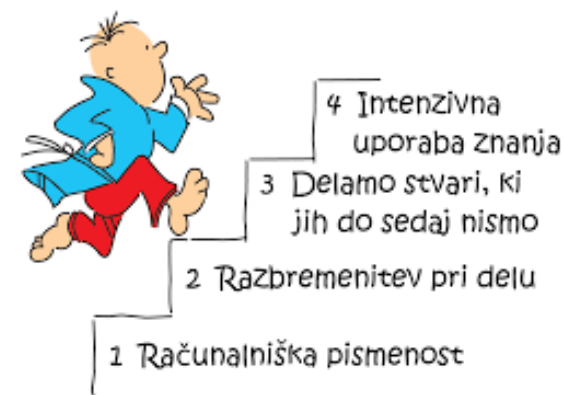 4 Intenzivna
uporaba znanja
3 Delamo stvari, ki
jih do sedaj nismo
2 Razbremenitev pri delu
1 Računalniška pismenost